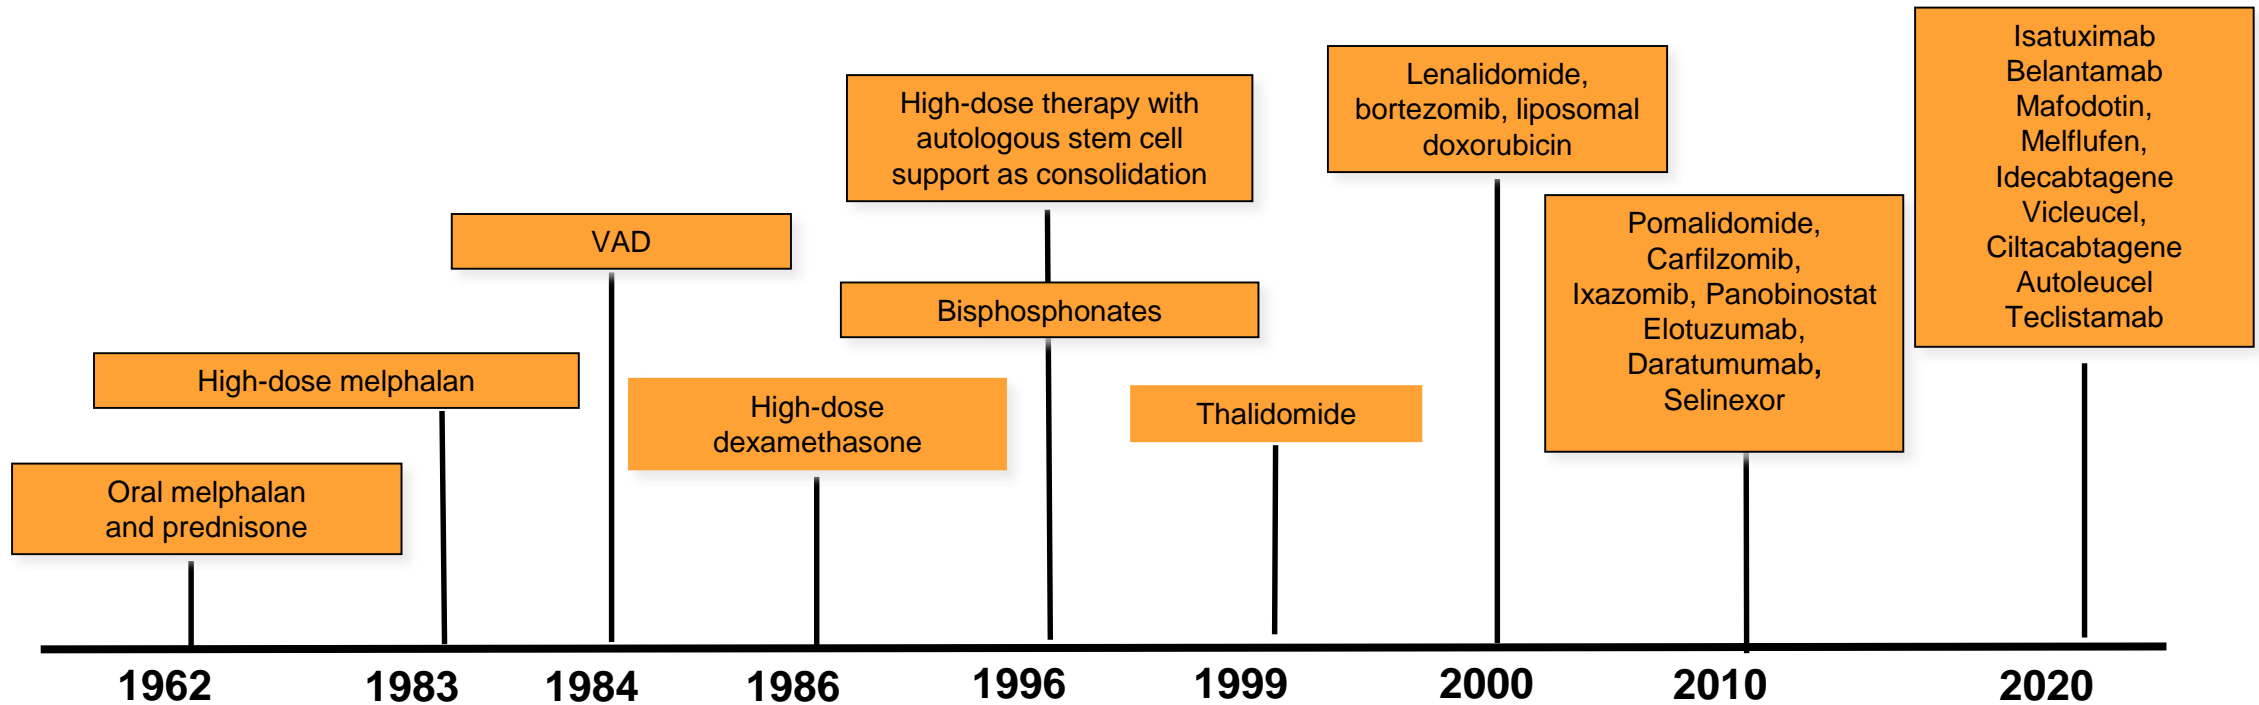 Oral melphalan
and prednisone
High-dose melphalan
VAD
High-dose
dexamethasone
High-dose therapy with
autologous stem cell
support as consolidation
Bisphosphonates
Thalidomide
Lenalidomide,
bortezomib, liposomal
doxorubicin
Pomalidomide,
Carfilzomib,
Ixazomib, Panobinostat
Elotuzumab,
Daratumumab,
Selinexor
Isatuximab
Belantamab
Mafodotin,
Melflufen,
Idecabtagene
Vicleucel,
Ciltacabtagene
Autoleucel
Teclistamab
1962
1983
1984
1986
1996
1999
2000
2010
2020